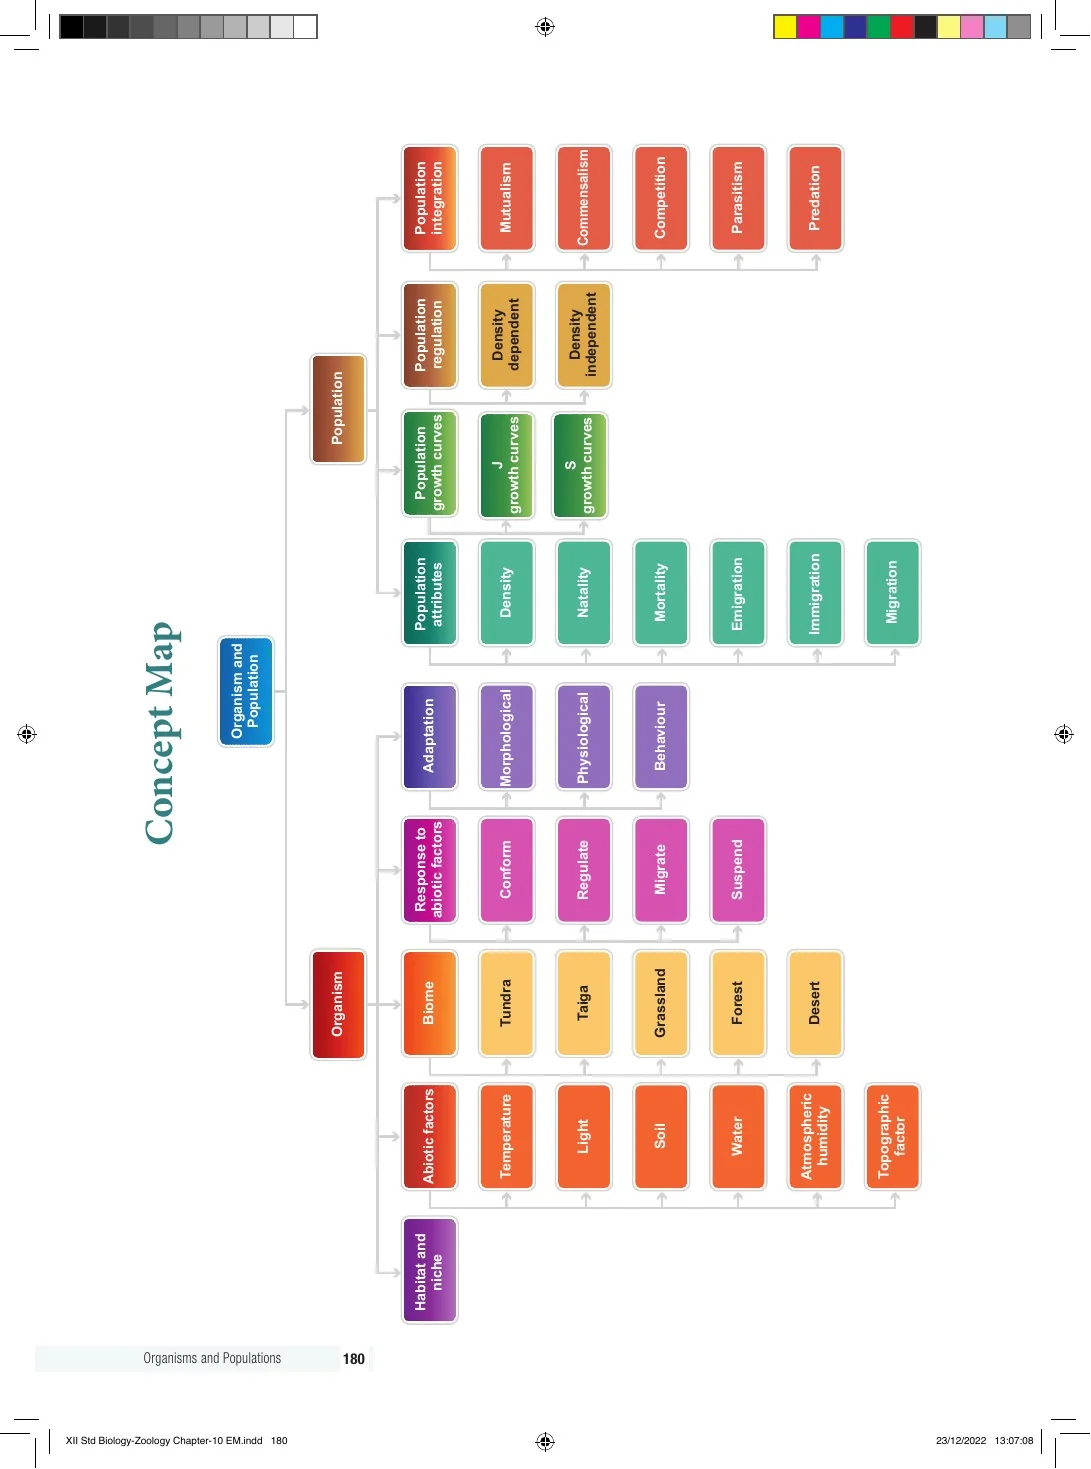 Concept Map
Organism and
Population
Organism
Population
Habitat and
niche
Abiotic factors
Temperature
Light
Soil
Water
Atmospheric
humidity
Topographic
factor
Biome
Tundra
Taiga
Grassland
Forest
Desert
Response to
abiotic factors
Conform
Regulate
Migrate
Suspend
Adaptation
Morphological
Physiological
Behaviour
Population
attributes
Density
Natality
Mortality
Emigration
Immigration
Migration
Population
growth curves
J
growth curves
S
growth curves
Population
regulation
Density
dependent
Density
independent
Population
integration
Mutualism
Commensalism
Competition
Parasitism
Predation
Organisms and Populations 180
XII Std Biology-Zoology Chapter-10 EM.indd 180
23/12/2022 13:07:08